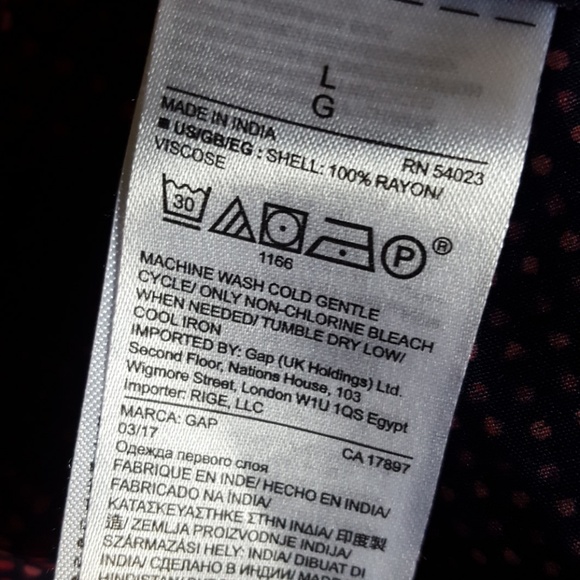 L
G
MADE IN INDIA RN 54023
■ US/GB/EG : SHELL: 100% RAYON/
VISCOSE
30
P ®
1166
MACHINE WASH COLD GENTLE
CYCLE/ ONLY NON-CHLORINE BLEACH
WHEN NEEDED/ TUMBLE DRY LOW/
COOL IRON
IMPORTED BY: Gap (UK Holdings) Ltd.
Second Floor, Nations House, 103
Wigmore Street, London W1U 1QS Egypt
Importer: RIGE, LLC
MARCA: GAP CA 17897
03/17
Одежда первого слоя
FABRIQUE EN INDE/ HECHO EN INDIA/
FABRICADO NA ÍNDIA/
ΚΑΤΑΣΚΕΥΑΣΤΗΚΕ ΣΤΗΝ ΙΝΔΙΑ/ 印度製
造/ ZEMLJA PROIZVODNJE INDIJA/
SZÁRMAZÁSI HELY: INDIA/ DIBUAT DI
INDIA/ СДЕЛАНО В ИНДИИ/